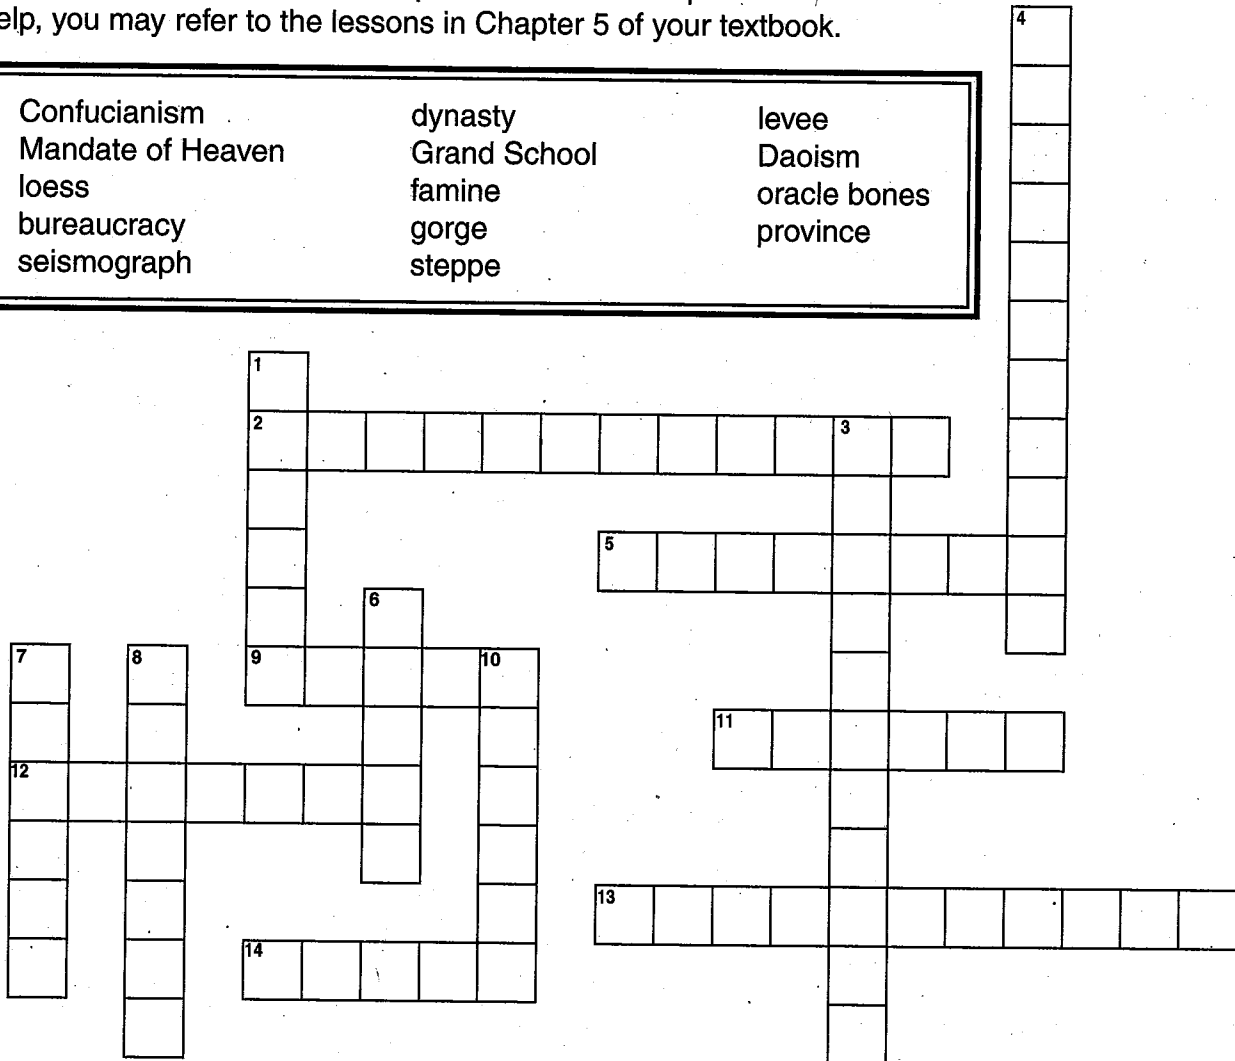 elp, you may refer to the lessons in Chapter 5 of your textbook.
Confucianism dynasty levee
Mandate of Heaven Grand School Daoism
loess famine oracle bones
bureaucracy gorge province
seismograph steppe
4
1
2 3
5
6
7 8 9 10
11
12
13
14